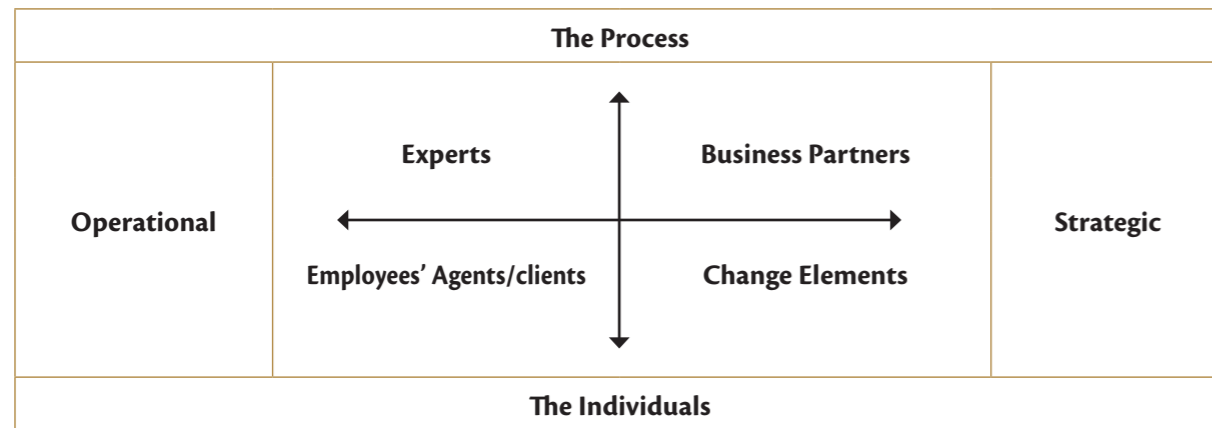 The Process
Experts
Business Partners
Operational
Strategic
Employees' Agents/clients
Change Elements
The Individuals